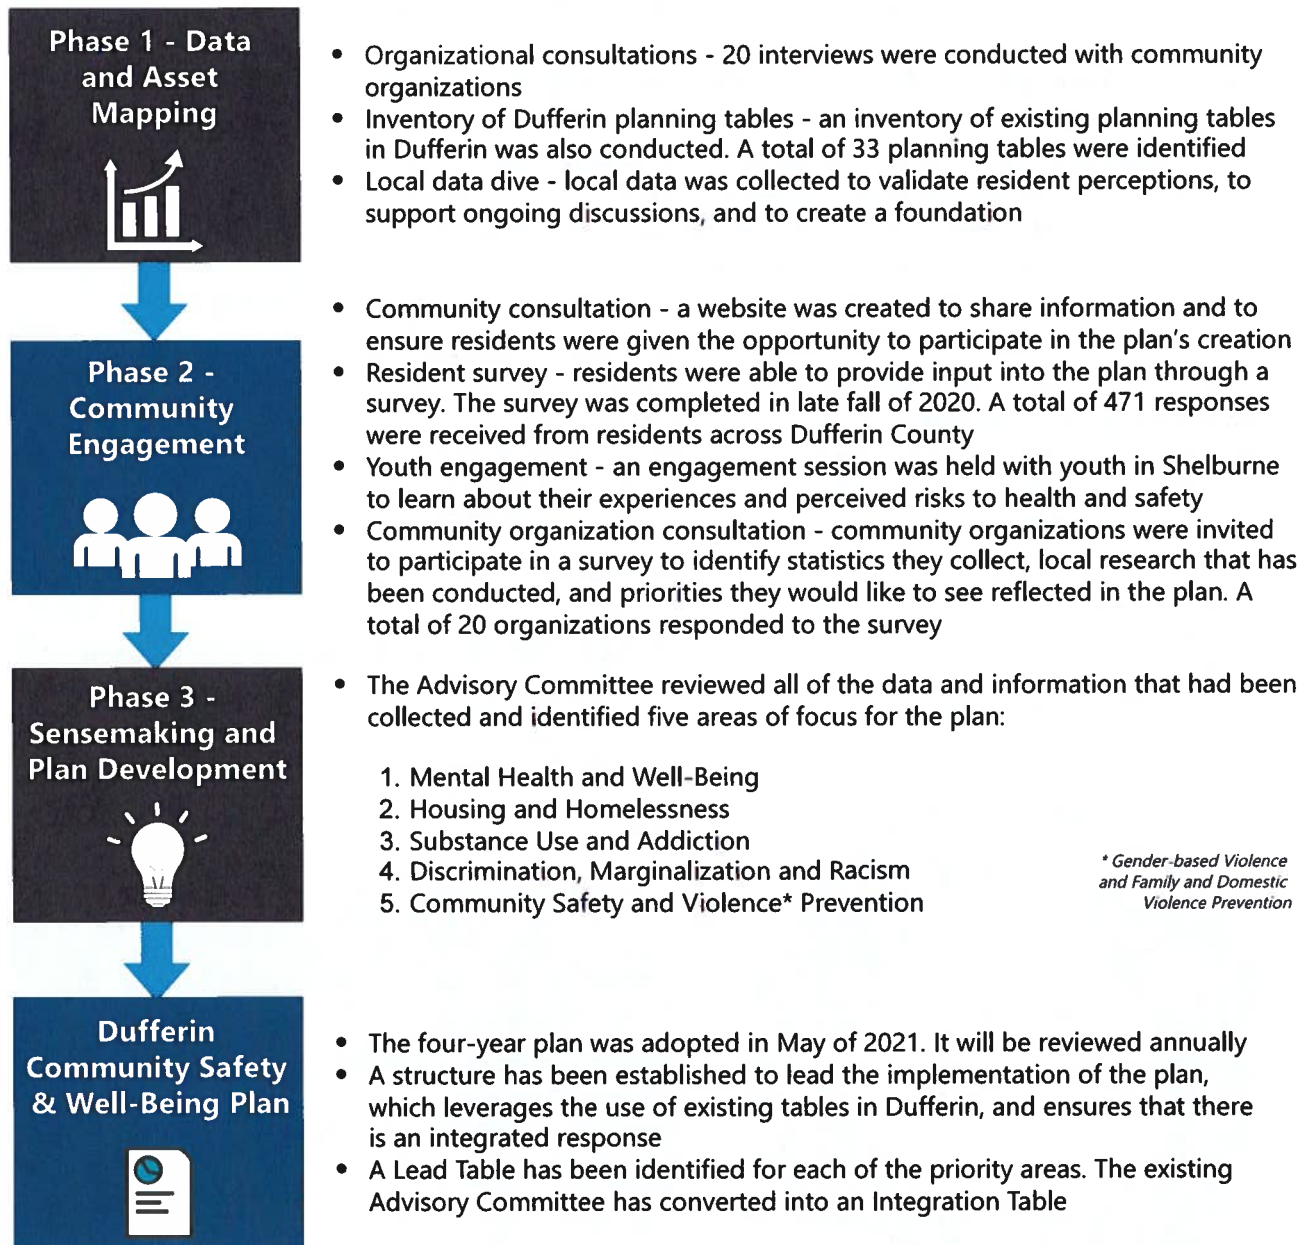 Phase 1 - Data
and Asset
Mapping
• Organizational consultations - 20 interviews were conducted with community
organizations
• Inventory of Dufferin planning tables - an inventory of existing planning tables
in Dufferin was also conducted. A total of 33 planning tables were identified
• Local data dive - local data was collected to validate resident perceptions, to
support ongoing discussions, and to create a foundation
Phase 2 -
Community
Engagement
• Community consultation - a website was created to share information and to
ensure residents were given the opportunity to participate in the plan's creation
• Resident survey - residents were able to provide input into the plan through a
survey. The survey was completed in late fall of 2020. A total of 471 responses
were received from residents across Dufferin County
• Youth engagement - an engagement session was held with youth in Shelburne
to learn about their experiences and perceived risks to health and safety
• Community organization consultation - community organizations were invited
to participate in a survey to identify statistics they collect, local research that has
been conducted, and priorities they would like to see reflected in the plan. A
total of 20 organizations responded to the survey
Phase 3 -
Sensemaking and
Plan Development
• The Advisory Committee reviewed all of the data and information that had been
collected and identified five areas of focus for the plan:
1. Mental Health and Well-Being
2. Housing and Homelessness
3. Substance Use and Addiction
4. Discrimination, Marginalization and Racism
5. Community Safety and Violence* Prevention
* Gender-based Violence
and Family and Domestic
Violence Prevention
Dufferin
Community Safety
& Well-Being Plan
• The four-year plan was adopted in May of 2021. It will be reviewed annually
• A structure has been established to lead the implementation of the plan,
which leverages the use of existing tables in Dufferin, and ensures that there
is an integrated response
• A Lead Table has been identified for each of the priority areas. The existing
Advisory Committee has converted into an Integration Table